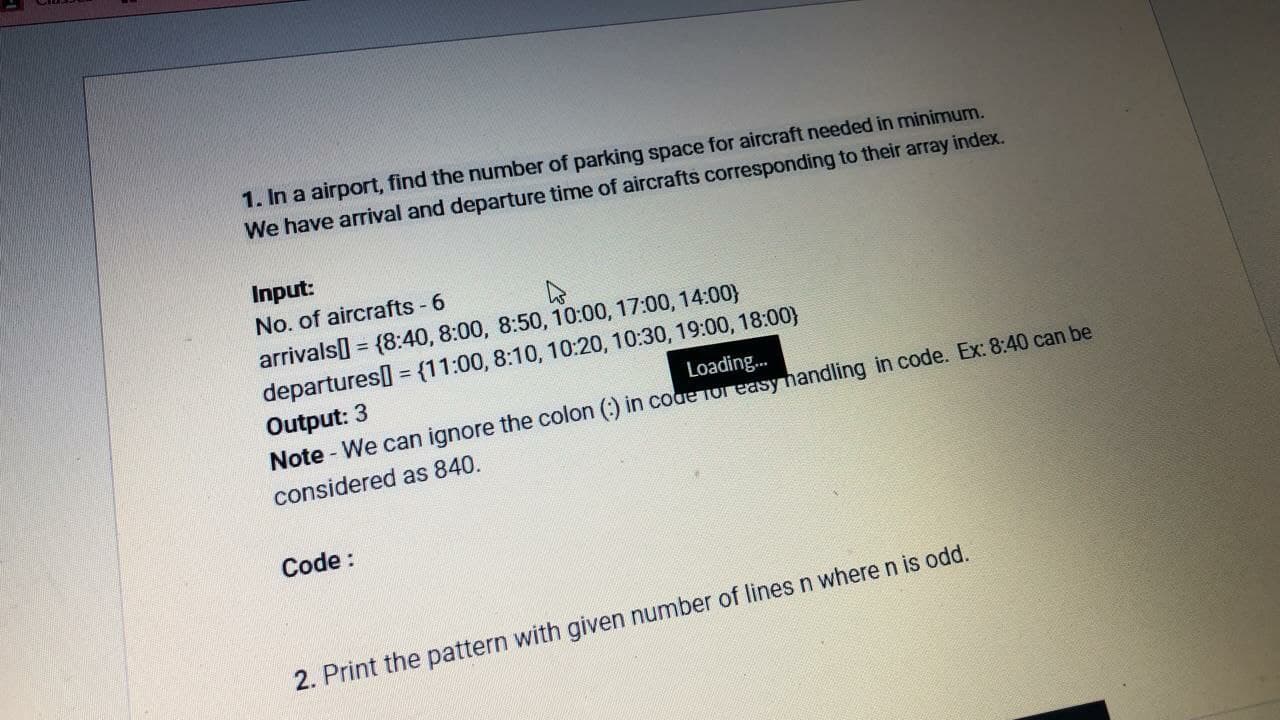 1. In a airport, find the number of parking space for aircraft needed in minimum.
We have arrival and departure time of aircrafts corresponding to their array index.
Input:
No. of aircrafts - 6
arrivals[] = {8:40, 8:00, 8:50, 10:00, 17:00, 14:00}
departures[] = {11:00, 8:10, 10:20, 10:30, 19:00, 18:00}
Output: 3
Loading...
Note - We can ignore the colon (:) in code for easy handling in code. Ex: 8:40 can be
considered as 840.
Code :
2. Print the pattern with given number of lines n where n is odd.